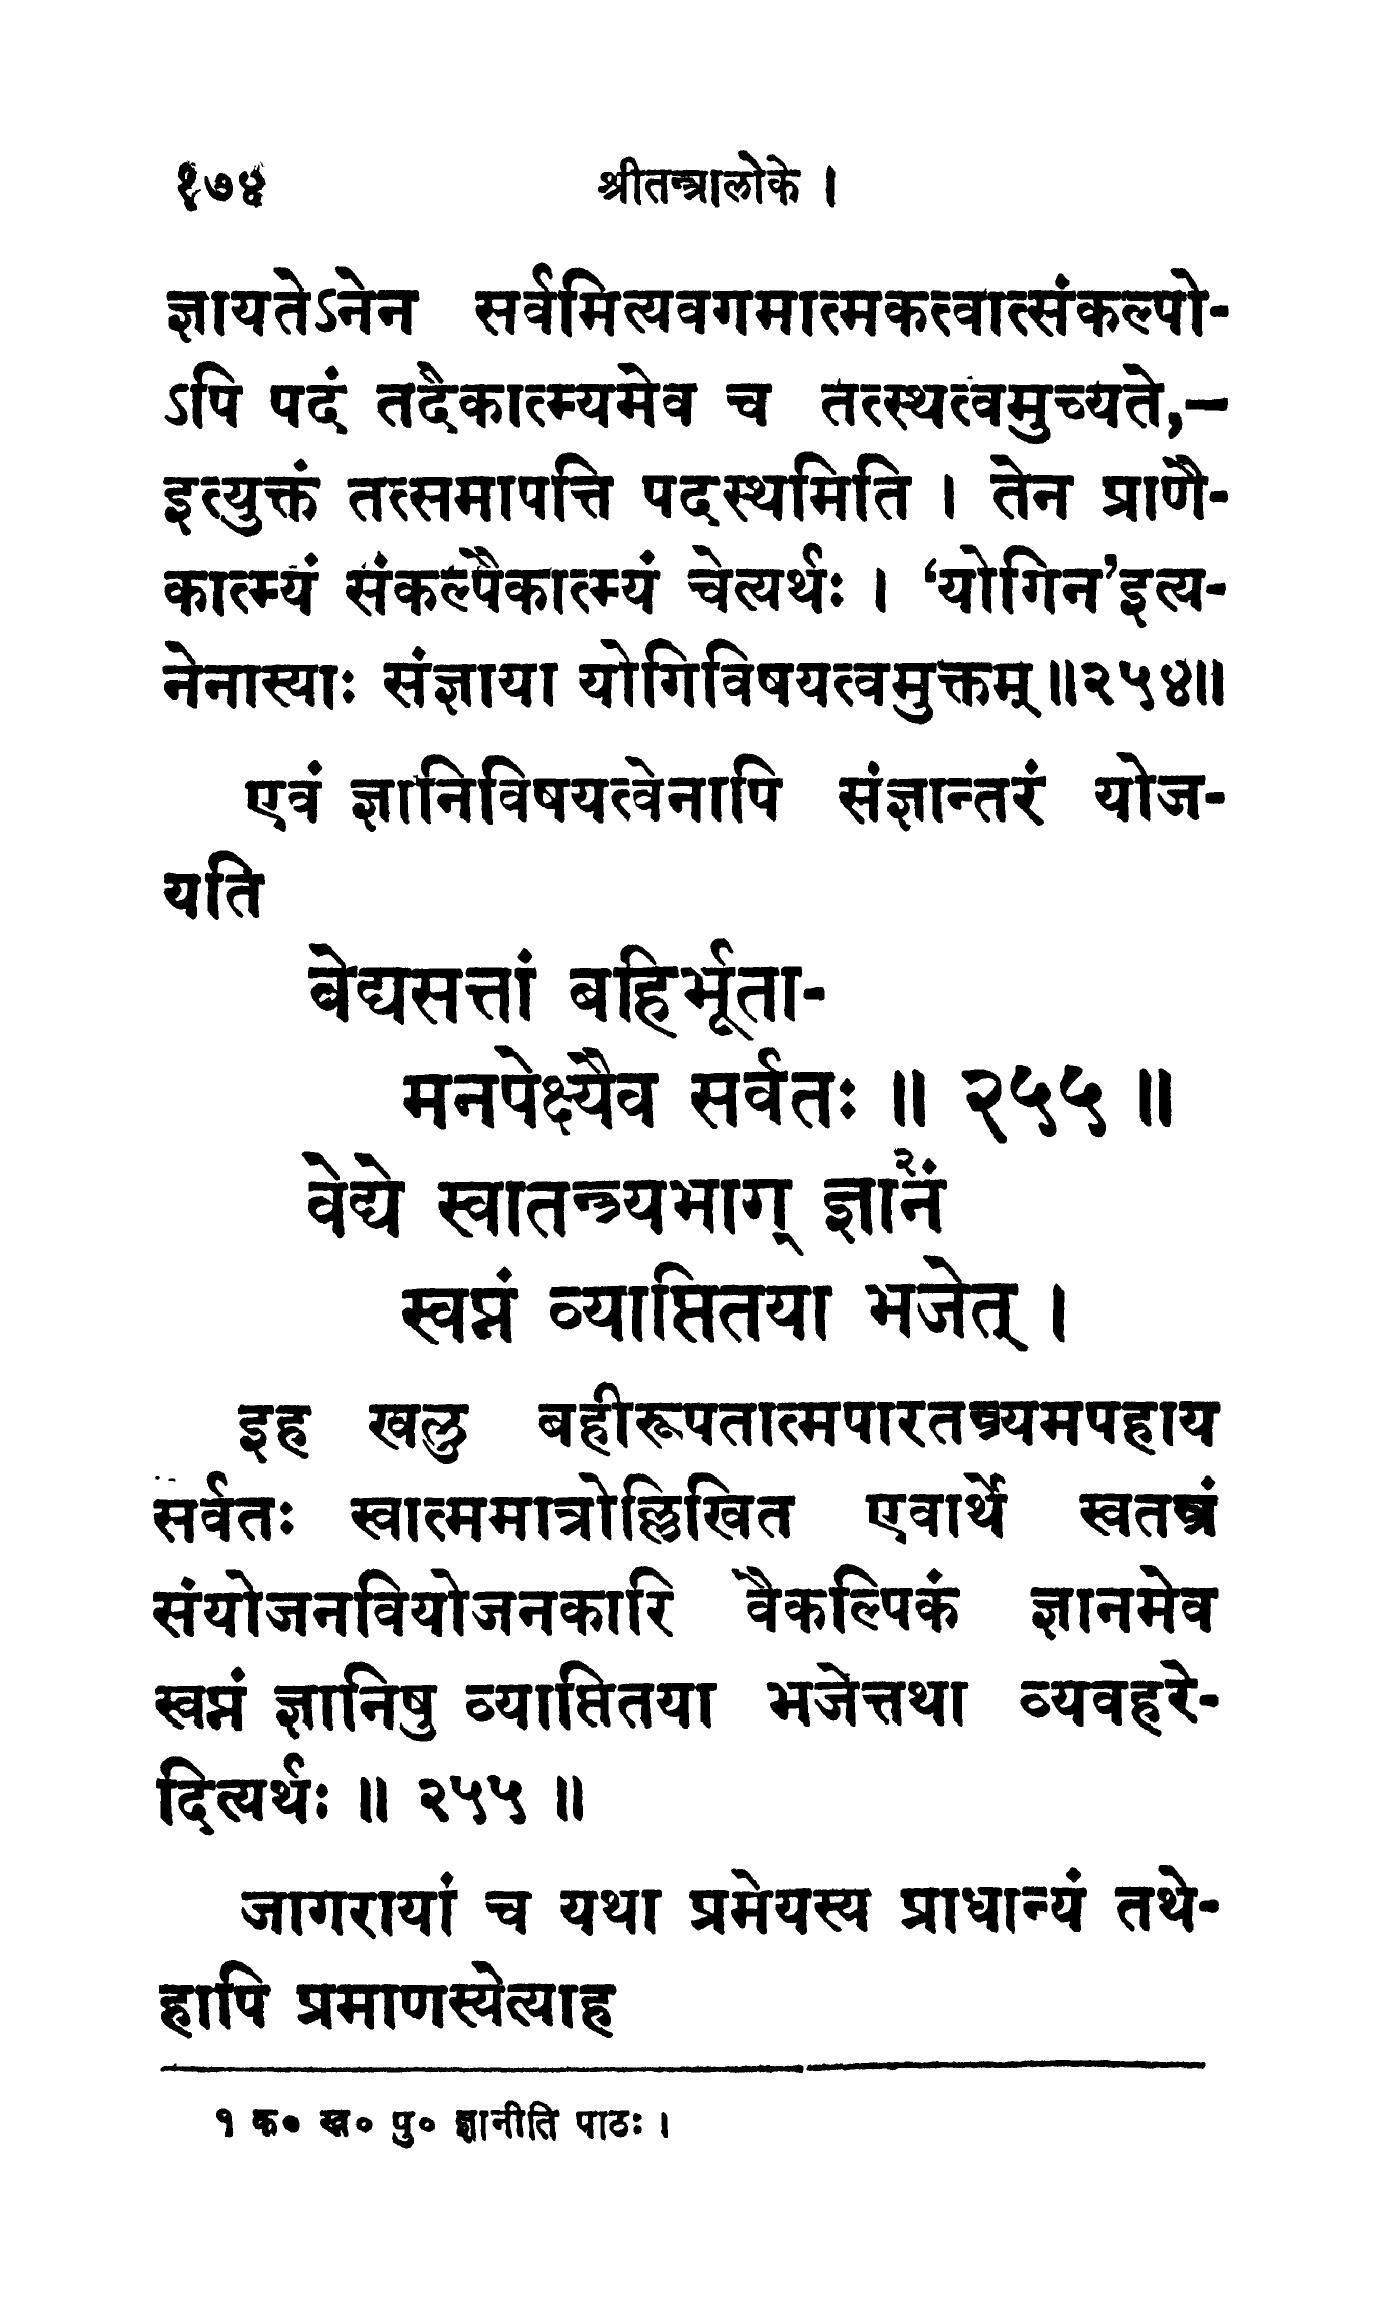 १७४ श्रीतन्त्रालोके ।
ज्ञायतेऽनेन सर्वमित्यवगमात्मकत्वात्संकल्पो-
ऽपि पदं तदैकात्म्यमेव च तत्स्थत्वमुच्यते,—
इत्युक्तं तत्समापत्ति पदस्थमिति । तेन प्राणै-
कात्म्यं संकल्पैकात्म्यं चेत्यर्थः । ‘योगिन’इत्य-
नेनास्याः संज्ञाया योगिविषयत्वमुक्तम् ॥२५४॥
एवं ज्ञानिविषयत्वेनापि संज्ञान्तरं योज-
यति
वेद्यसत्तां बहिर्भूता-
मनपेक्ष्यैव सर्वतः ॥ २५५ ॥
वेद्ये स्वातन्त्र्यभाग् ज्ञानं२
स्वप्नं व्याप्तितया भजेत् ।
इह खलु बहीरूपतात्मपारतन्त्र्यमपहाय
सर्वतः स्वात्ममात्रोल्लिखित एवार्थे स्वतन्त्रं
संयोजनवियोजनकारि वैकल्पिकं ज्ञानमेव
स्वप्नं ज्ञानिषु व्याप्तितया भजेत्तथा व्यवहरे-
दित्यर्थः ॥ २५५ ॥
जागरायां च यथा प्रमेयस्य प्राधान्यं तथे-
हापि प्रमाणस्येत्याह
१ क० ख० पु० ज्ञानीति पाठः ।